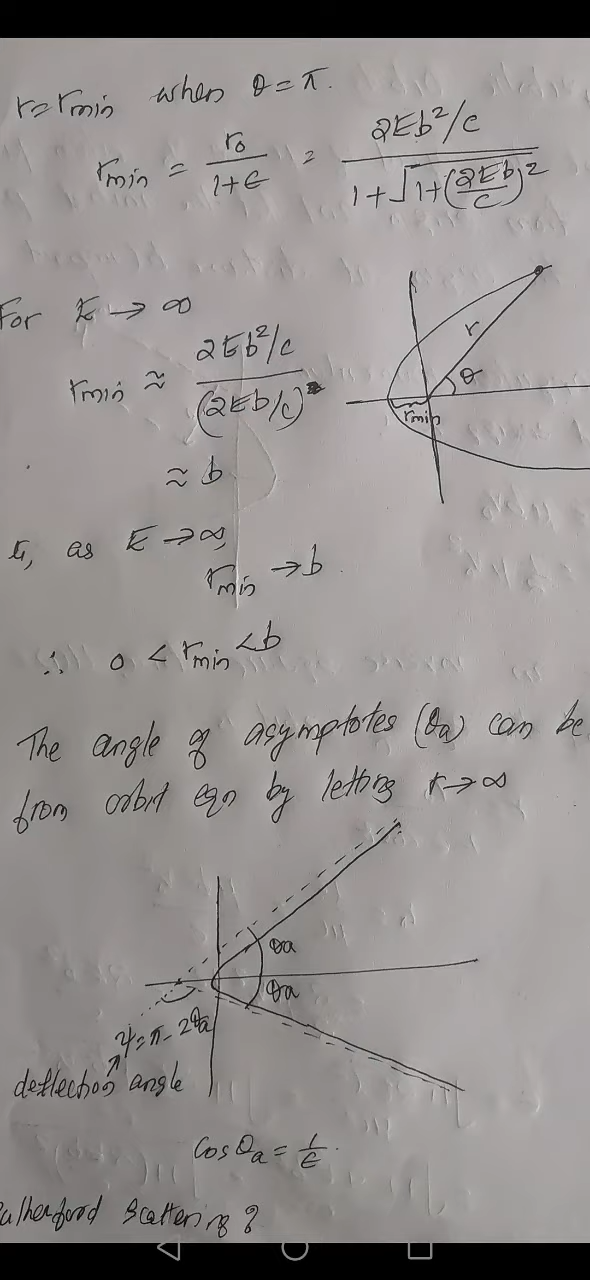 r=rmin when θ=π.
rmin = r₀/(1+ε) = (2Eb²/c)/(1+√(1+(2Eb/c)²))
For E → ∞
rmin ≈ (2Eb²/c)/(2Eb/c)
r
θ
rmin
≈ b
as E → ∞,
rmin → b.
∴ 0 < rmin < b
The angle of asymptotes (θa) can be
from orbit eqn by letting r → ∞
θa
θa
ψ = π - 2θa
deflection angle
cos θa = 1/ε.
Scattering?